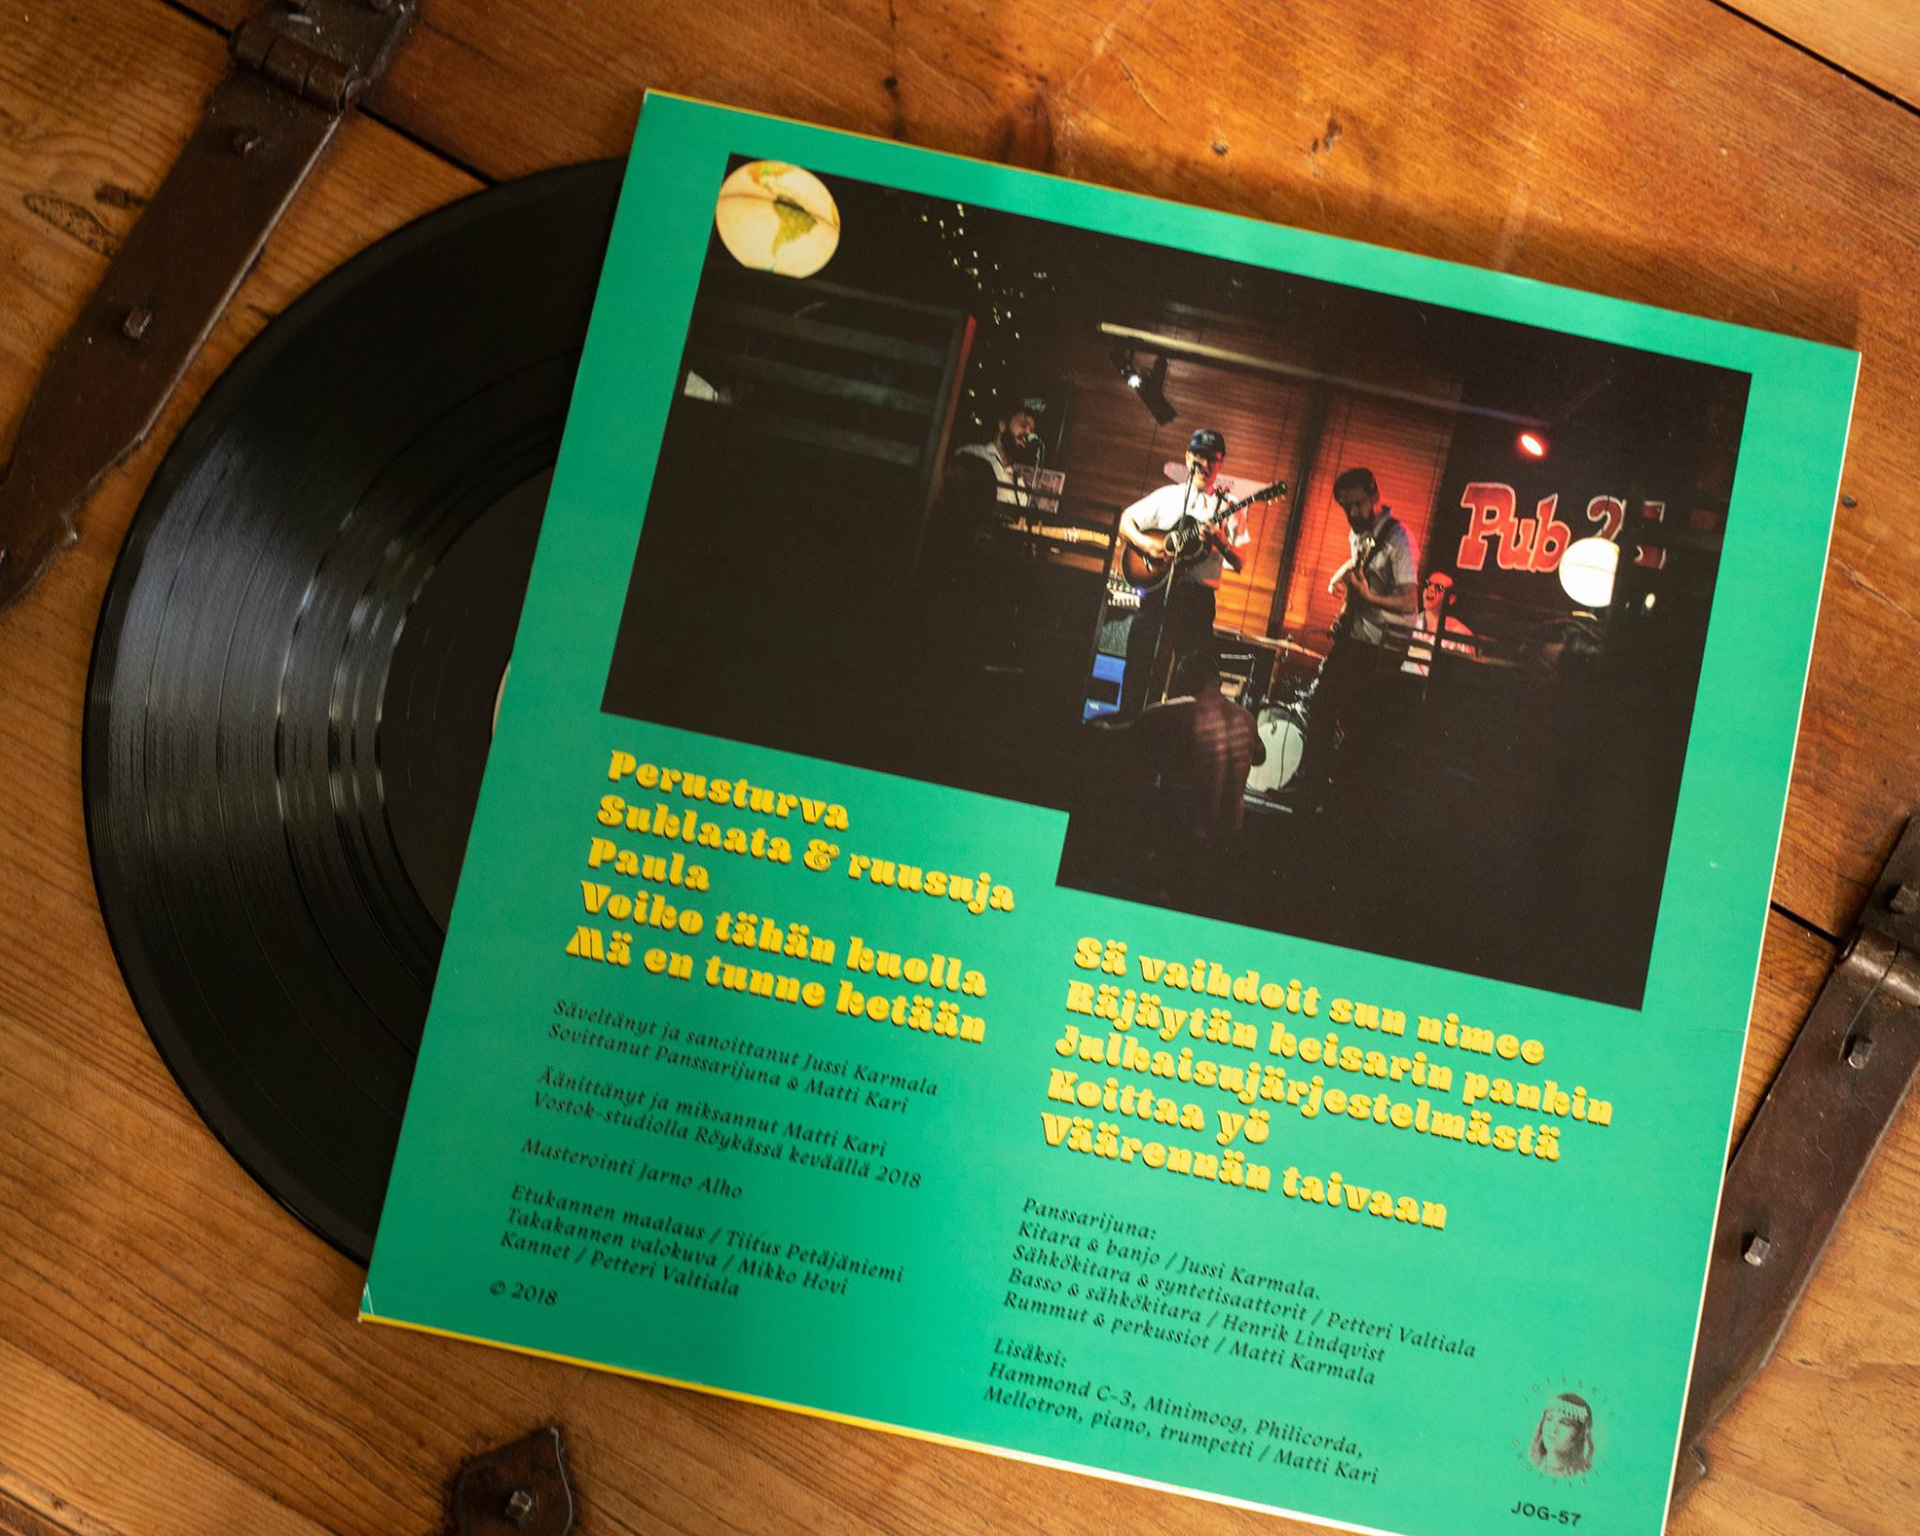 Pub 2
Perusturva
Suklaata & ruusuja
Paula
Voiko tähän kuolla
Mä en tunne ketään
Säveltänyt ja sanoittanut Jussi Karmala
Sovittanut Panssarijuna & Matti Kari
Äänittänyt ja miksannut Matti Kari
Vostok-studiolla Röykässä keväällä 2018
Masterointi Jarno Alho
Etukannen maalaus / Tiitus Petäjäniemi
Takakannen valokuva / Mikko Hovi
Kannet / Petteri Valtiala
© 2018
Sä vaihdoit sun nimee
Räjäytän keisarin pankin
Julkaisujärjestelmästä
Koittaa yö
Väärennän taivaan
Panssarijuna:
Kitara & banjo / Jussi Karmala.
Sähkökitara & syntetisaattorit / Petteri Valtiala
Basso & sähkökitara / Henrik Lindqvist
Rummut & perkussiot / Matti Karmala
Lisäksi:
Hammond C-3, Minimoog, Philicorda,
Mellotron, piano, trumpetti / Matti Kari
JOG-57